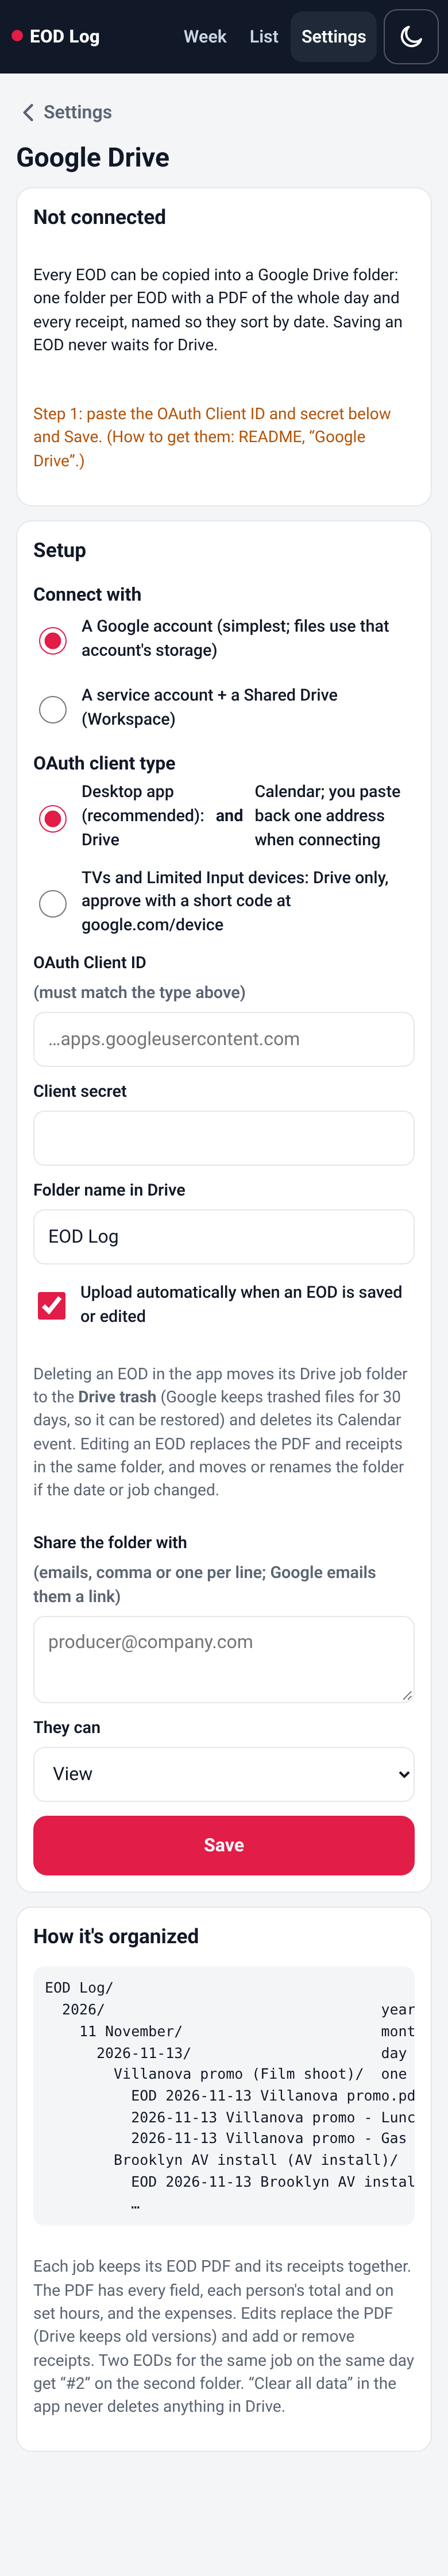 EOD Log
Week
List
Settings
Settings
Google Drive
Not connected
Every EOD can be copied into a Google Drive folder:
one folder per EOD with a PDF of the whole day and
every receipt, named so they sort by date. Saving an
EOD never waits for Drive.
Step 1: paste the OAuth Client ID and secret below
and Save. (How to get them: README, “Google
Drive”.)
Setup
Connect with
A Google account (simplest; files use that
account's storage)
A service account + a Shared Drive
(Workspace)
OAuth client type
Desktop app
(recommended):
Drive
and
Calendar; you paste
back one address
when connecting
TVs and Limited Input devices: Drive only,
approve with a short code at
google.com/device
OAuth Client ID
(must match the type above)
…apps.googleusercontent.com
Client secret
Folder name in Drive
EOD Log
Upload automatically when an EOD is saved
or edited
Deleting an EOD in the app moves its Drive job folder
to the Drive trash (Google keeps trashed files for 30
days, so it can be restored) and deletes its Calendar
event. Editing an EOD replaces the PDF and receipts
in the same folder, and moves or renames the folder
if the date or job changed.
Share the folder with
(emails, comma or one per line; Google emails
them a link)
producer@company.com
They can
View
Save
How it's organized
EOD Log/
2026/ year
11 November/ mont
2026-11-13/ day
Villanova promo (Film shoot)/ one
EOD 2026-11-13 Villanova promo.pd
2026-11-13 Villanova promo - Lunc
2026-11-13 Villanova promo - Gas
Brooklyn AV install (AV install)/
EOD 2026-11-13 Brooklyn AV instal
…
Each job keeps its EOD PDF and its receipts together.
The PDF has every field, each person's total and on
set hours, and the expenses. Edits replace the PDF
(Drive keeps old versions) and add or remove
receipts. Two EODs for the same job on the same day
get “#2” on the second folder. “Clear all data” in the
app never deletes anything in Drive.